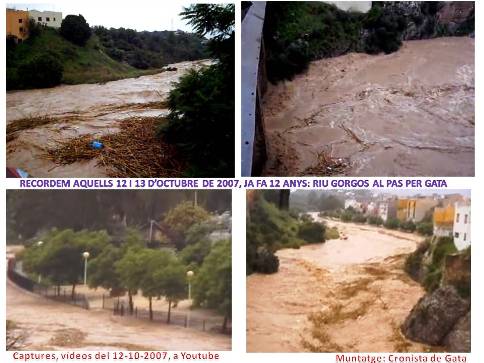 RECORDEM AQUELLS 12 I 13 D'OCTUBRE DE 2007, JA FA 12 ANYS: RIU GORGOS AL PAS PER GATA
Captures, vídeos del 12-10-2007, a Youtube
Muntatge: Cronista de Gata